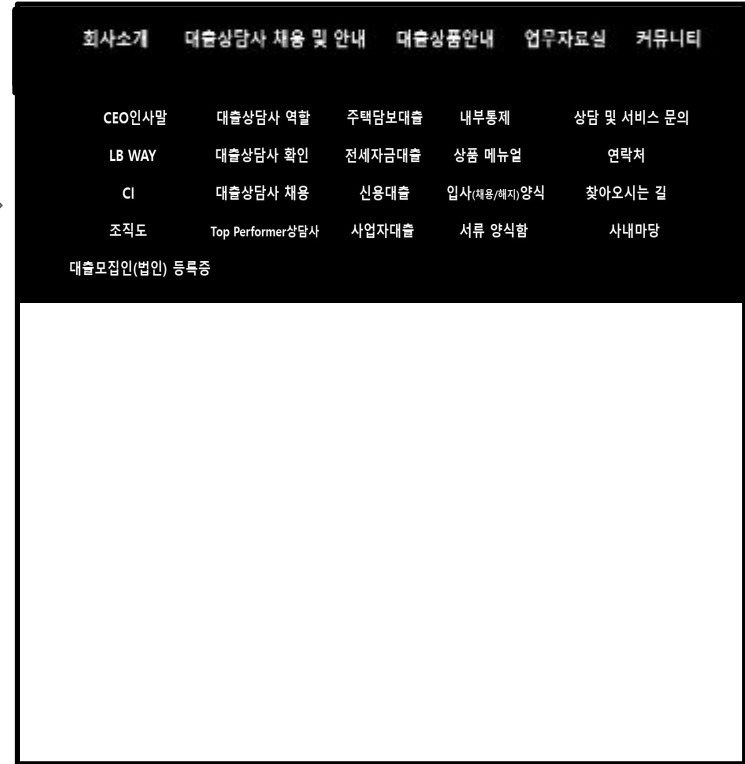 회사소개 대출상담사 채용 및 안내 대출상품안내 업무자료실 커뮤니티
CEO인사말 대출상담사 역할 주택담보대출 내부통제 상담 및 서비스 문의
LB WAY 대출상담사 확인 전세자금대출 상품 메뉴얼 연락처
CI 대출상담사 채용 신용대출 입사(채용/해지)양식 찾아오시는 길
조직도 Top Performer상담사 사업자대출 서류 양식함 사내마당
대출모집인(법인) 등록증